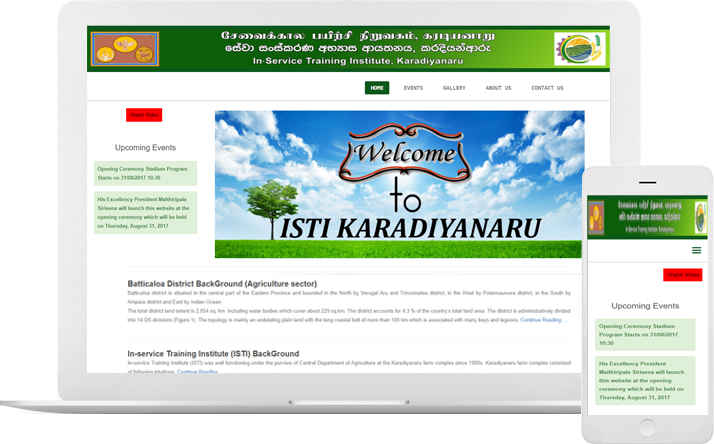 சேவைக்கால பயிற்சி நிறுவகம், கரடியனாறு
සේවා සංස්කරණ අභ්‍යාස ආයතනය, කරදියන්ආරු
In-Service Training Institute, Karadiyanaru
HOME EVENTS GALLERY ABOUT US CONTACT US
Watch Video
Upcoming Events
Opening Ceremony Stadium Program
Starts on 31/08/2017 10:30
His Excellency President Maithiripala
Sirisena will launch this website at the
opening ceremony which will be held
on Thursday, August 31, 2017
Welcome
to
ISTI KARADIYANARU
Batticaloa District BackGround (Agriculture sector)
Batticaloa district is situated in the central part of the Eastern Province and bounded in the North by Verugal Aru and Trincomalee district, in the West by Polannaruwa district, in the South by
Ampara district and East by Indian Ocean.
The total district land extent is 2,854 sq. km. including water bodies which cover about 229 sq.km. The district accounts for 4.3 % of the country's total land area. The district is administratively divided
into 14 DS divisions (Figure 1). The topology is mainly an undulating plain land with the long coastal belt of more than 100 km which is associated with many bays and lagoons. Continue Reading....
In-service Training Institute (ISTI) BackGround
In-service Training Institute (ISTI) was well functioning under the purview of Central Department of Agriculture at the Karadiyanaru farm complex since 1980s. Karadiyanaru farm complex consisted
of following intuitions. Continue Reading....
சேவைக்கால பயிற்சி நிறுவகம், கரடியனாறு
සේවා සංස්කරණ අභ්‍යාස ආයතනය, කරදියන්ආරු
In-Service Training Institute, Karadiyanaru
Watch Video
Upcoming Events
Opening Ceremony Stadium
Program Starts on 31/08/2017
10:30
His Excellency President
Maithiripala Sirisena will launch
this website at the opening
ceremony which will be held on
Thursday, August 31, 2017